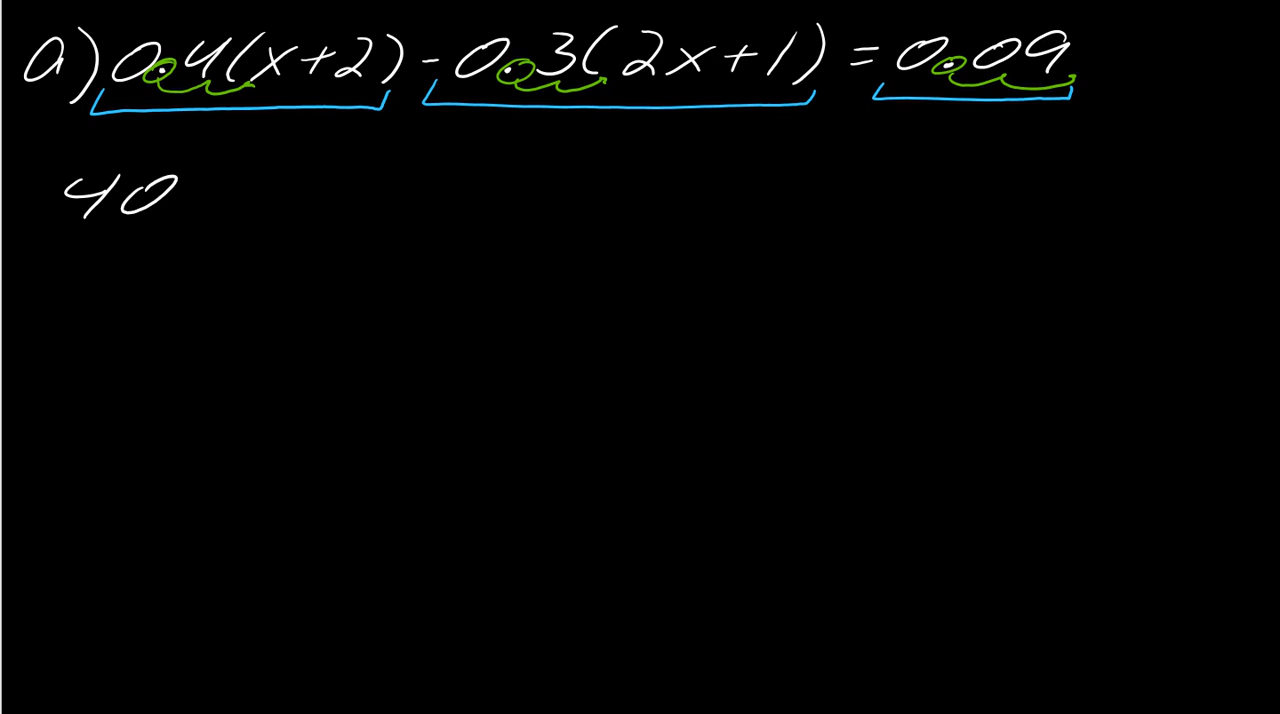 a) 0.4(x+2) - 0.3(2x+1) = 0.09
40